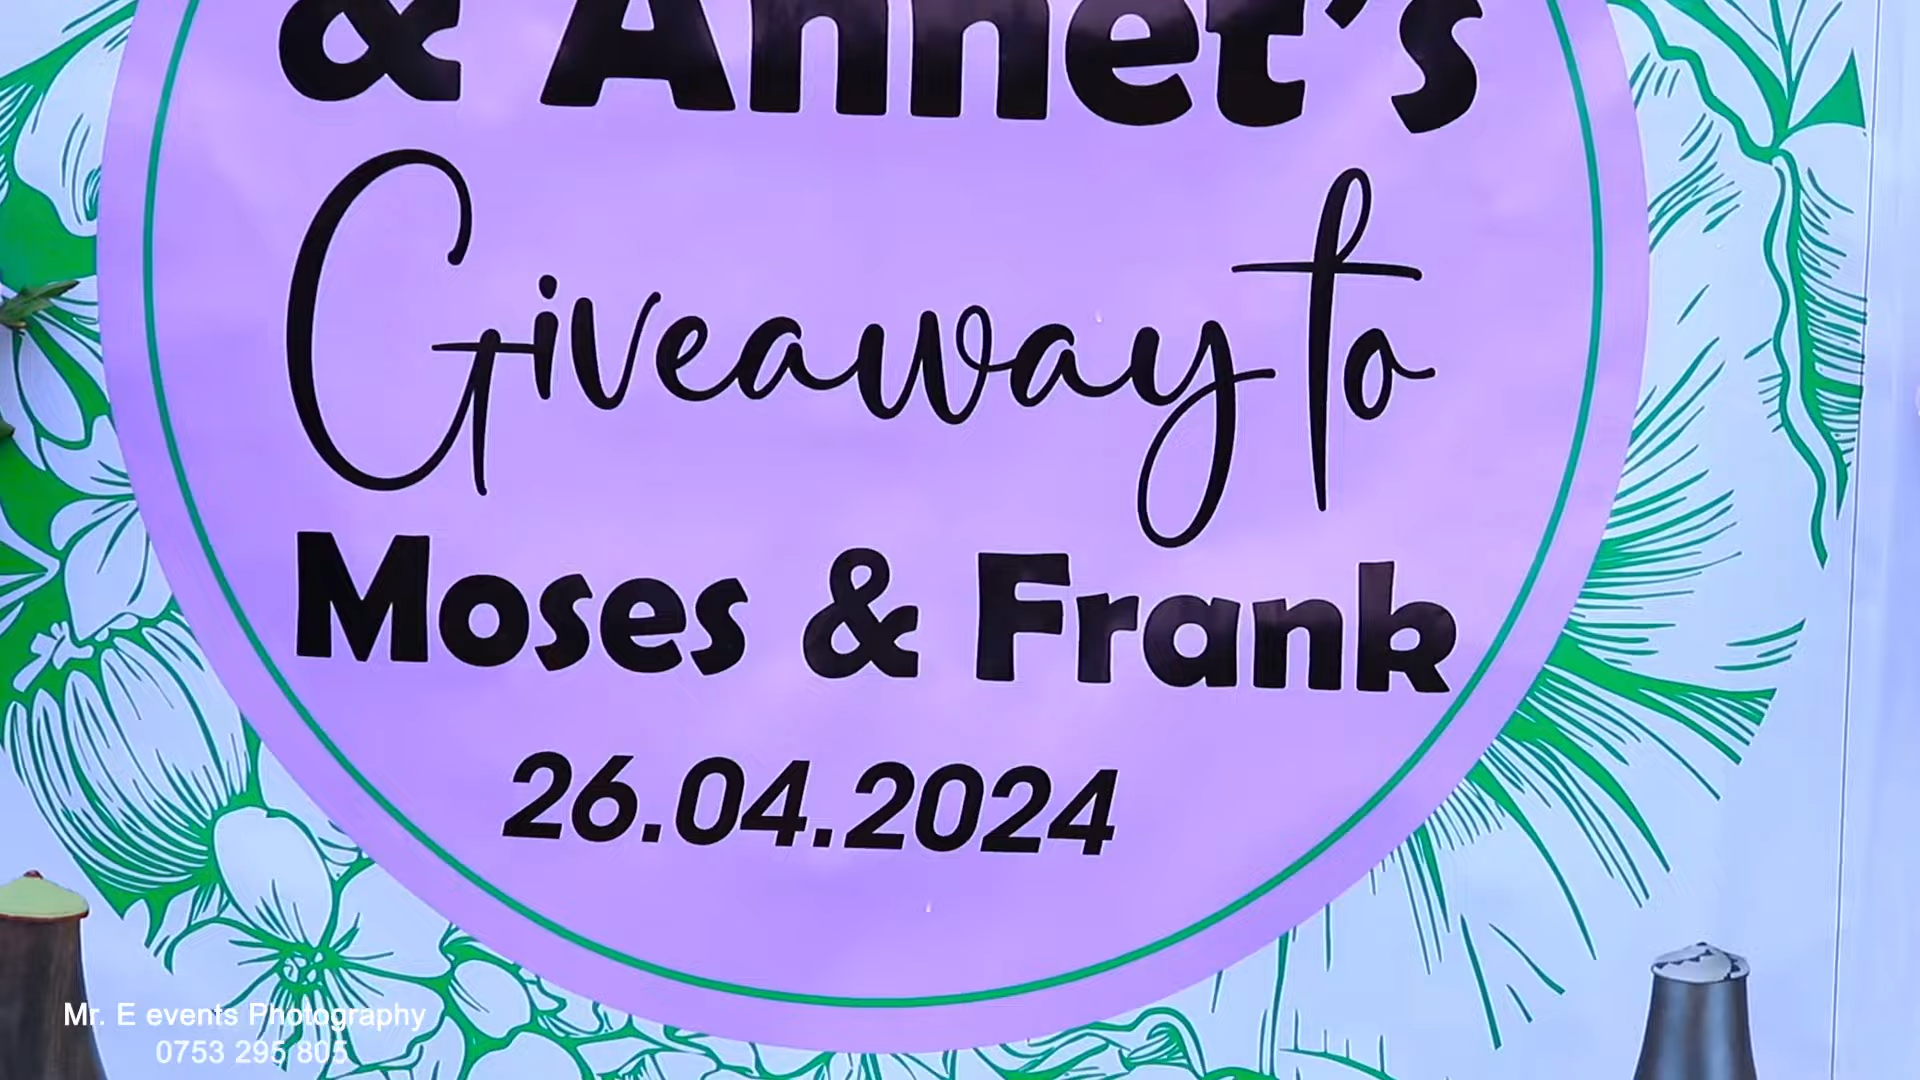 & Annet's
Giveaway to
Moses & Frank
26.04.2024
Mr. E events Photography
0753 295 805